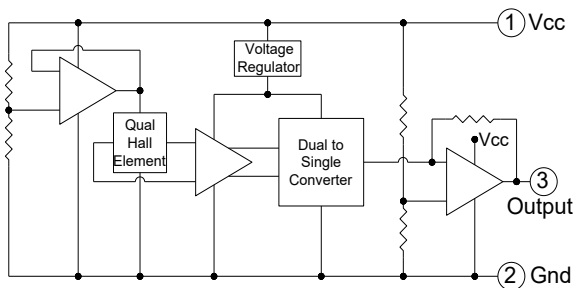 1 Vcc
Voltage
Regulator
Qual
Hall
Element
Dual to
Single
Converter
Vcc
3
Output
2 Gnd